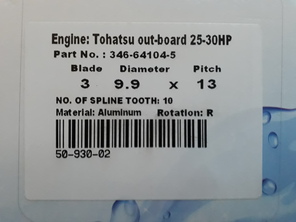 Engine: Tohatsu out-board 25-30HP
Part No. : 346-64104-5
Blade Diameter Pitch
3 9.9 x 13
NO. OF SPLINE TOOTH: 10
Material: Aluminum Rotation: R
50-930-02